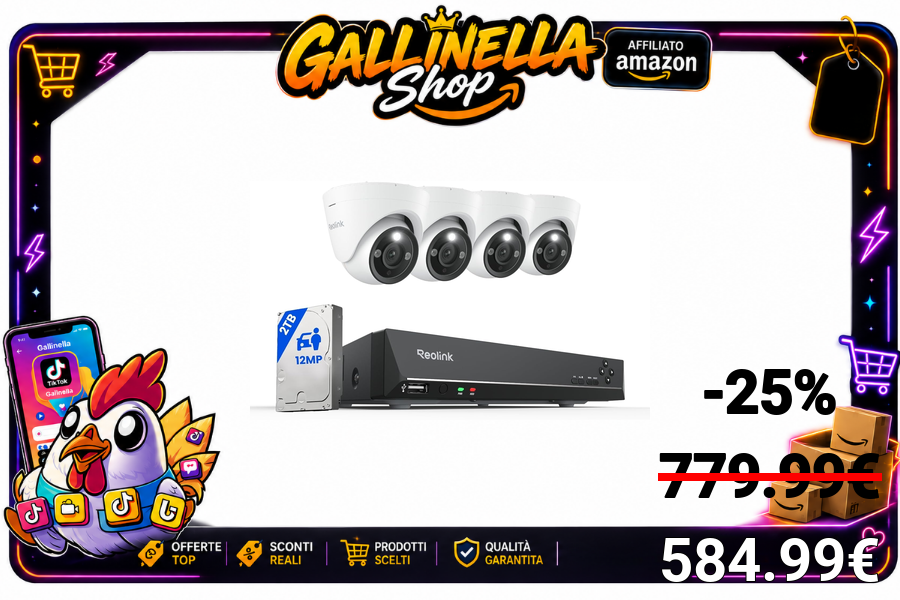 GALLINELLA
Shop
AFFILIATO
amazon
Reolink
2TB
12MP
Reolink
Gallinella
TikTok
Gallinella
-25%
779.99€
584.99€
OFFERTE
TOP
SCONTI
REALI
PRODOTTI
SCELTI
QUALITÀ
GARANTITA